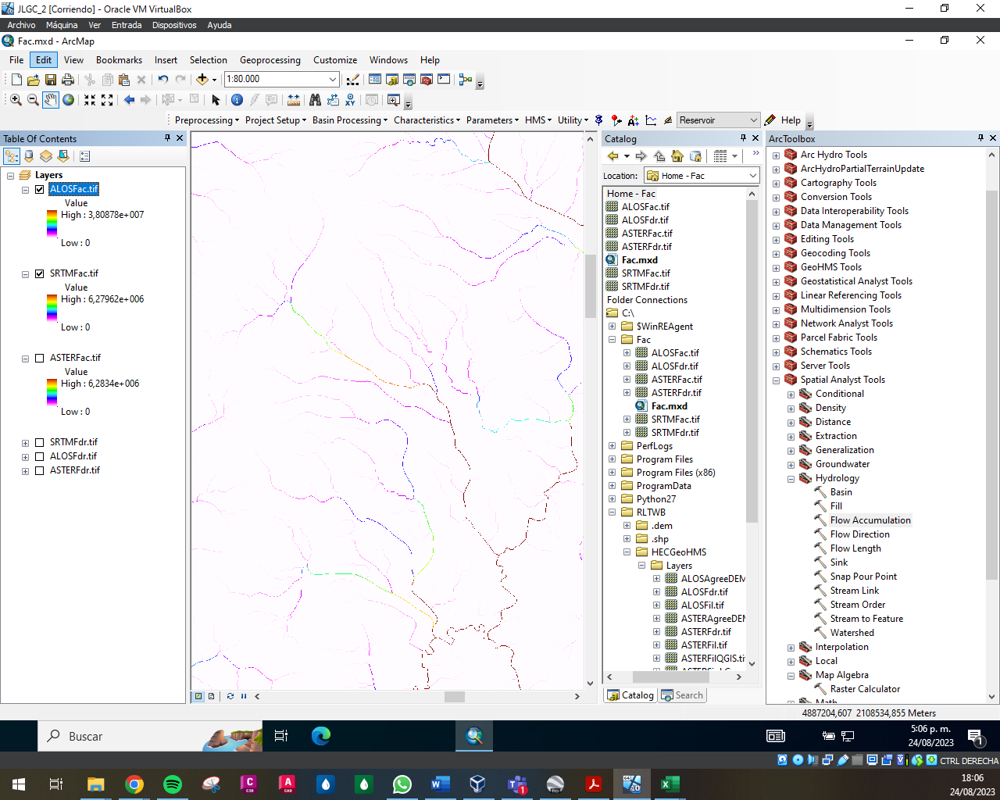 JLGC_2 [Corriendo] - Oracle VM VirtualBox
Archivo Máquina Ver Entrada Dispositivos Ayuda
Fac.mxd - ArcMap
File Edit View Bookmarks Insert Selection Geoprocessing Customize Windows Help
1:80.000
Preprocessing Project Setup Basin Processing Characteristics Parameters HMS Utility Reservoir Help
Table Of Contents
Layers
ALOSFac.tif
Value
High : 3,80878e+007
Low : 0
SRTMFac.tif
Value
High : 6,27962e+006
Low : 0
ASTERFac.tif
Value
High : 6,2834e+006
Low : 0
SRTMFdr.tif
ALOSFdr.tif
ASTERFdr.tif
Catalog
Location: Home - Fac
Home - Fac
ALOSFac.tif
ALOSFdr.tif
ASTERFac.tif
ASTERFdr.tif
Fac.mxd
SRTMFac.tif
SRTMFdr.tif
Folder Connections
C:\
$WinREAgent
Fac
ALOSFac.tif
ALOSFdr.tif
ASTERFac.tif
ASTERFdr.tif
Fac.mxd
SRTMFac.tif
SRTMFdr.tif
PerfLogs
Program Files
Program Files (x86)
ProgramData
Python27
RLTWB
.dem
.shp
HECGeoHMS
Layers
ALOSAgreeDEM
ALOSFdr.tif
ALOSFil.tif
ASTERAgreeDEM
ASTERFdr.tif
ASTERFil.tif
ASTERFilQGIS.tif
Catalog Search
ArcToolbox
Arc Hydro Tools
ArcHydroPartialTerrainUpdate
Cartography Tools
Conversion Tools
Data Interoperability Tools
Data Management Tools
Editing Tools
Geocoding Tools
GeoHMS Tools
Geostatistical Analyst Tools
Linear Referencing Tools
Multidimension Tools
Network Analyst Tools
Parcel Fabric Tools
Schematics Tools
Server Tools
Spatial Analyst Tools
Conditional
Density
Distance
Extraction
Generalization
Groundwater
Hydrology
Basin
Fill
Flow Accumulation
Flow Direction
Flow Length
Sink
Snap Pour Point
Stream Link
Stream Order
Stream to Feature
Watershed
Interpolation
Local
Map Algebra
Raster Calculator
Math
4887204,607 2108534,855 Meters
Buscar
5:06 p. m.
24/08/2023
1
CTRL DERECHA
18:06
24/08/2023